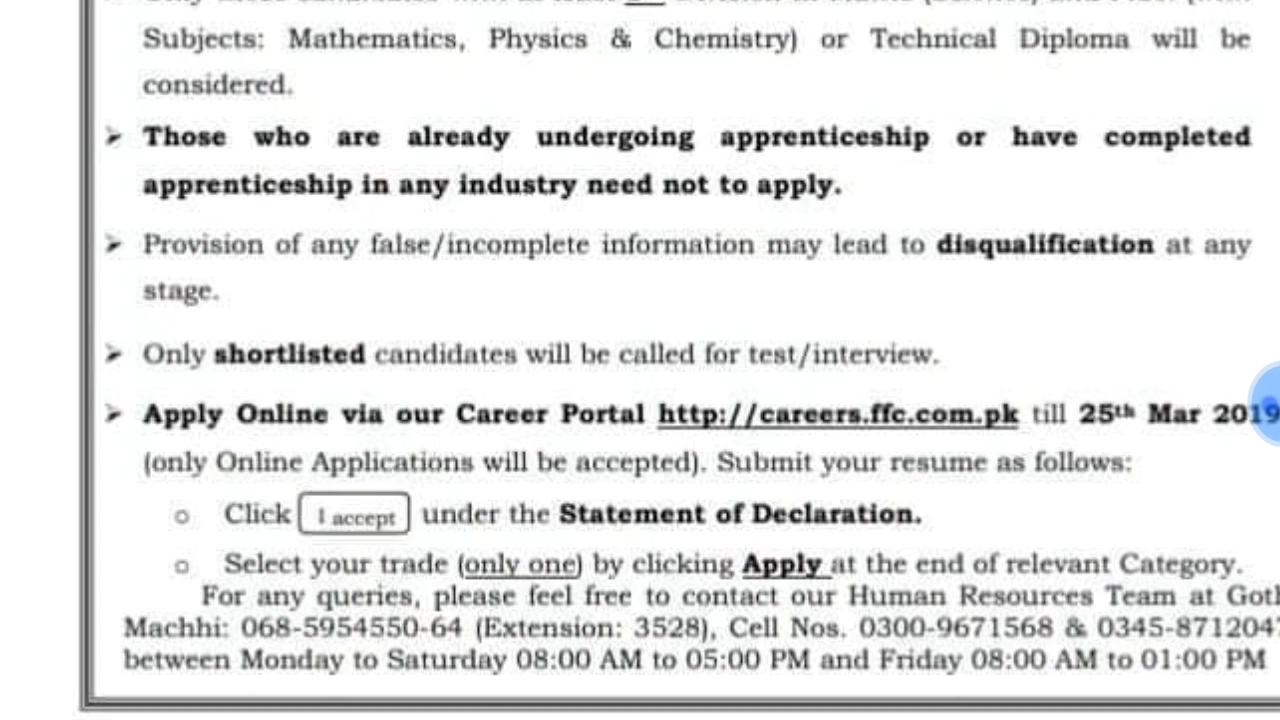 Subjects: Mathematics, Physics & Chemistry) or Technical Diploma will be
considered.
➢ Those who are already undergoing apprenticeship or have completed
apprenticeship in any industry need not to apply.
➢ Provision of any false/incomplete information may lead to disqualification at any
stage.
➢ Only shortlisted candidates will be called for test/interview.
➢ Apply Online via our Career Portal http://careers.ffc.com.pk till 25th Mar 2019
(only Online Applications will be accepted). Submit your resume as follows:
o Click I accept under the Statement of Declaration.
o Select your trade (only one) by clicking Apply at the end of relevant Category.
For any queries, please feel free to contact our Human Resources Team at Goth
Machhi: 068-5954550-64 (Extension: 3528), Cell Nos. 0300-9671568 & 0345-871204
between Monday to Saturday 08:00 AM to 05:00 PM and Friday 08:00 AM to 01:00 PM